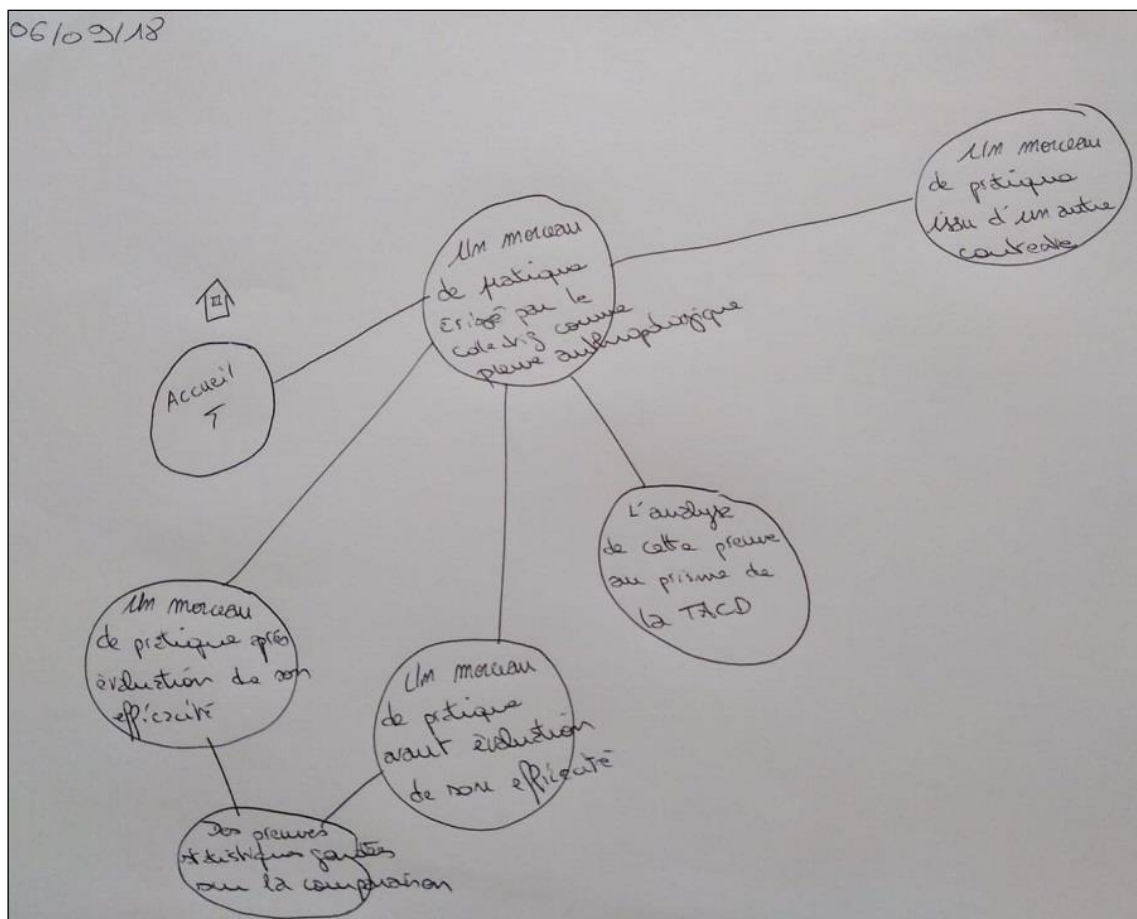 06/09/18
Un morceau
de pratique
issu d'un autre
contexte
Un morceau
de pratique
érigé par le
collectif comme
preuve anthropologique
Accueil
L'analyse
de cette preuve
au prisme de
la TACD
Un morceau
de pratique après
évaluation de son
efficacité
Un morceau
de pratique
avant évaluation
de son efficacité
Des preuves
statistiques fondées
sur la comparaison